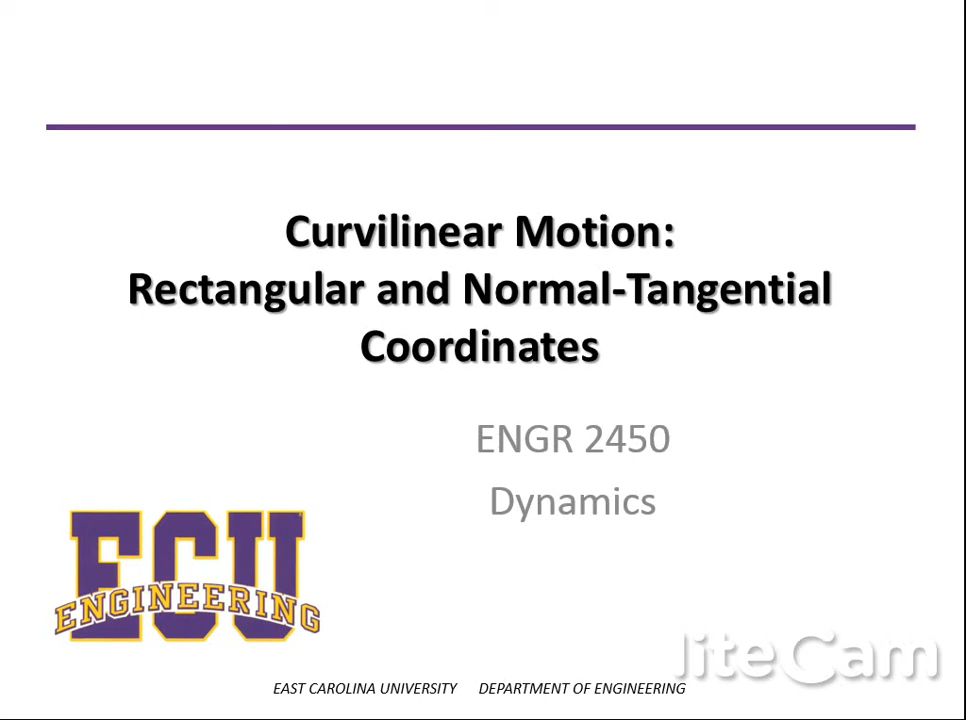 Curvilinear Motion:
Rectangular and Normal-Tangential
Coordinates
ENGR 2450
Dynamics
ECU
ENGINEERING
liteCam
EAST CAROLINA UNIVERSITY DEPARTMENT OF ENGINEERING